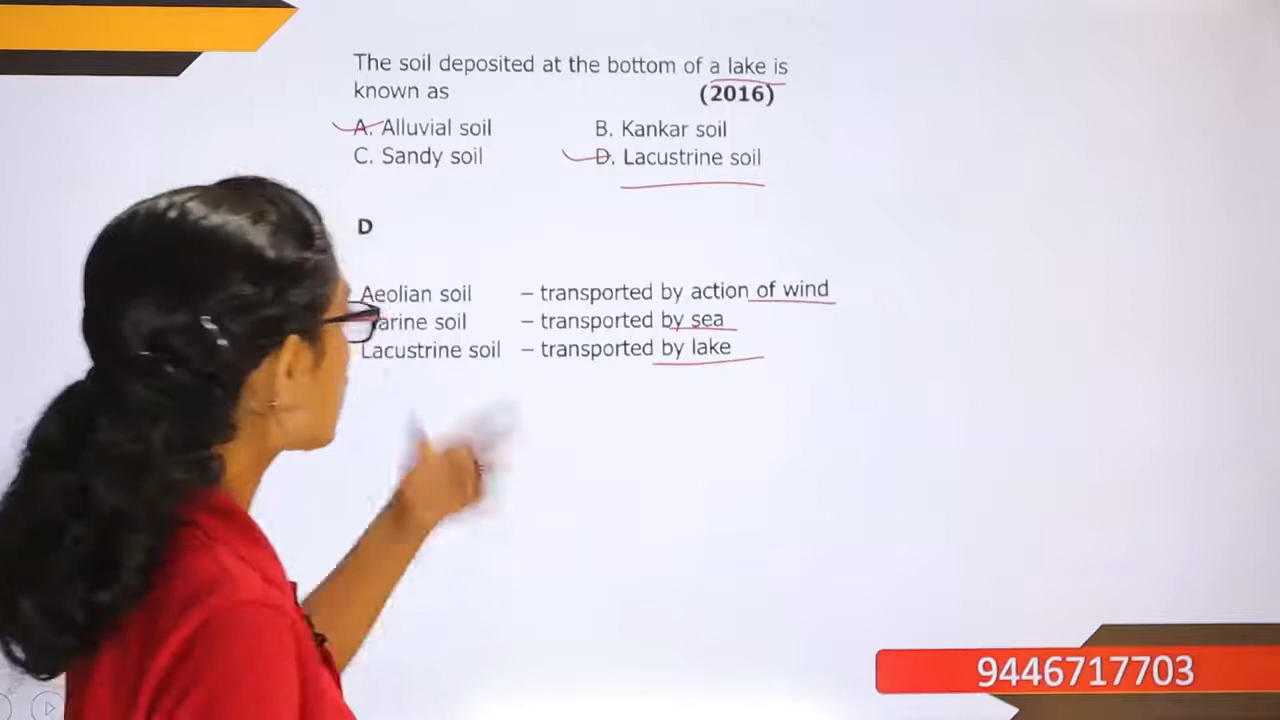 The soil deposited at the bottom of a lake is
known as (2016)
A. Alluvial soil B. Kankar soil
C. Sandy soil D. Lacustrine soil
D
Aeolian soil – transported by action of wind
arine soil – transported by sea
Lacustrine soil – transported by lake
9446717703